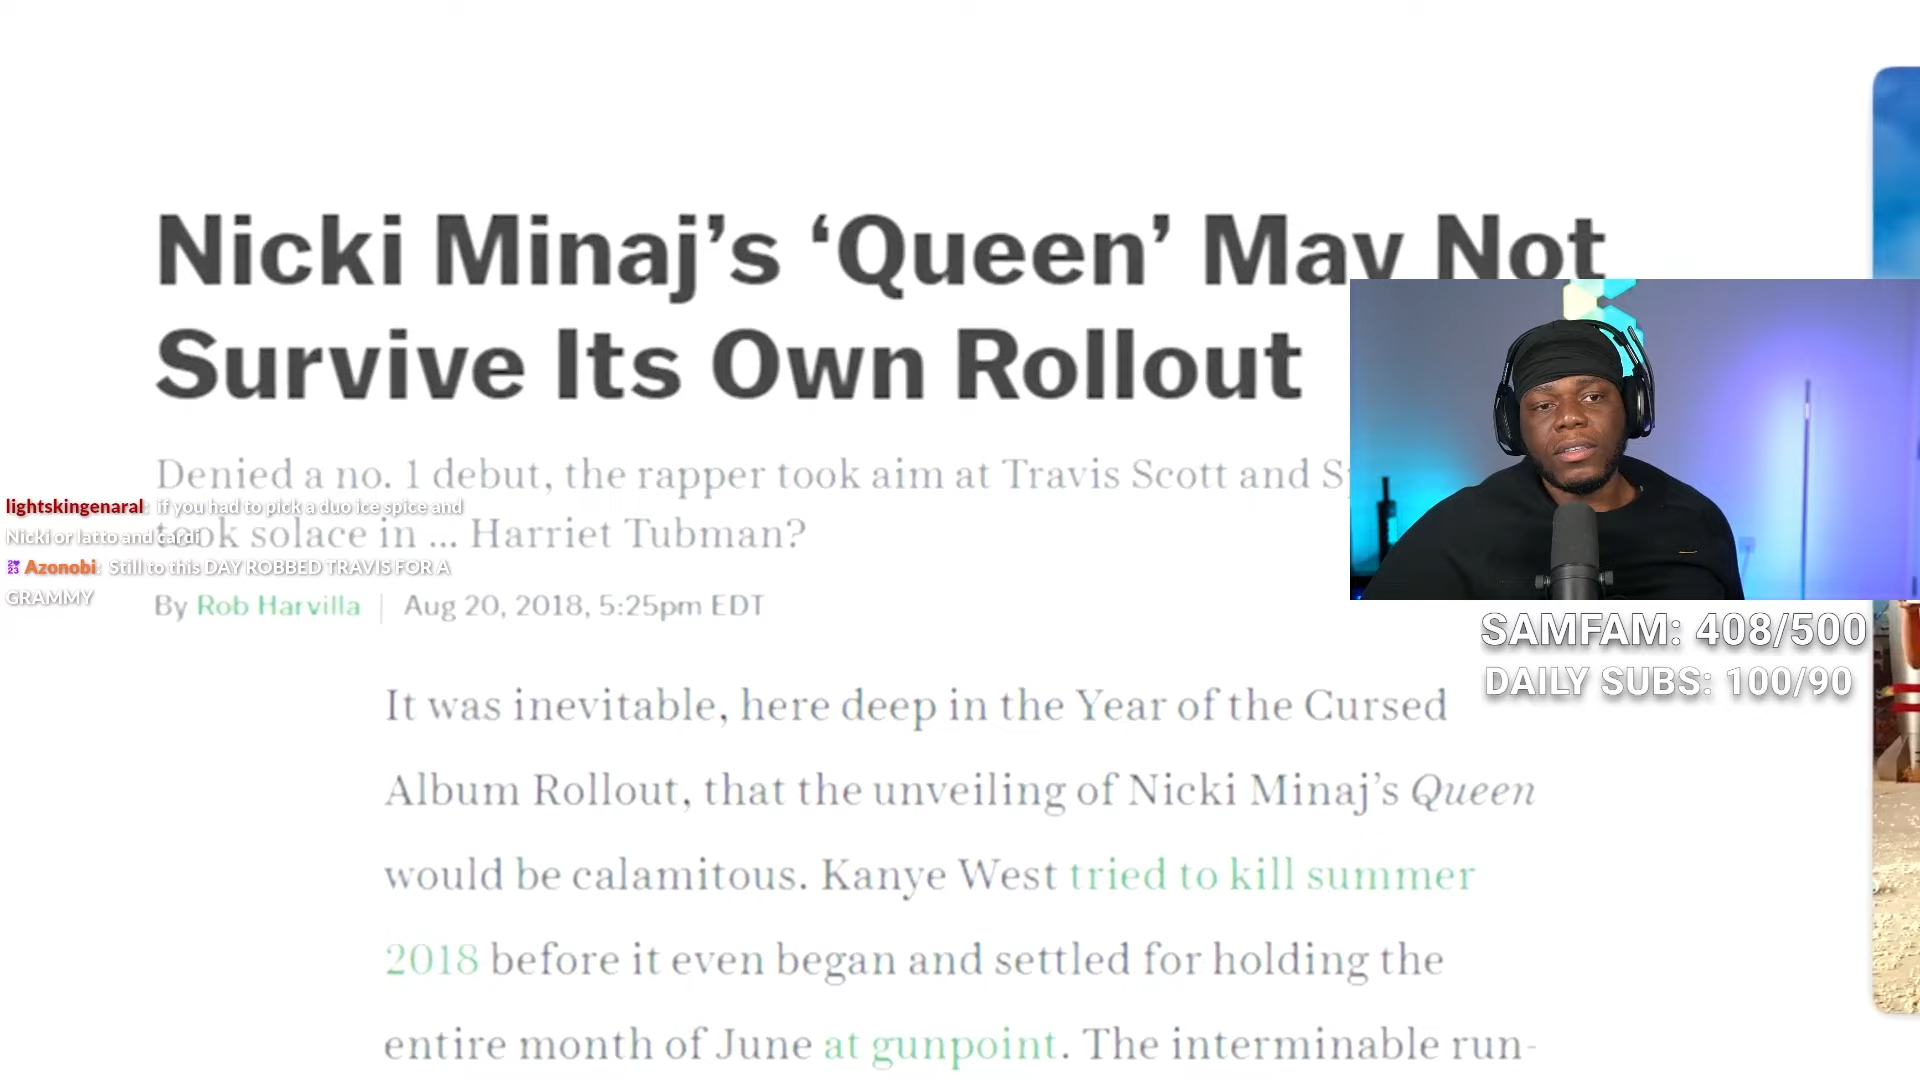 Nicki Minaj’s ‘Queen’ May Not
Survive Its Own Rollout
Denied a no. 1 debut, the rapper took aim at Travis Scott and
took solace in ... Harriet Tubman?
lightskingenaral: if you had to pick a duo ice spice and
Nicki or latto and cardi
Azonobi: Still to this DAY ROBBED TRAVIS FOR A
GRAMMY
By Rob Harvilla | Aug 20, 2018, 5:25pm EDT
SAMFAM: 408/500
DAILY SUBS: 100/90
It was inevitable, here deep in the Year of the Cursed
Album Rollout, that the unveiling of Nicki Minaj’s Queen
would be calamitous. Kanye West tried to kill summer
2018 before it even began and settled for holding the
entire month of June at gunpoint. The interminable run-